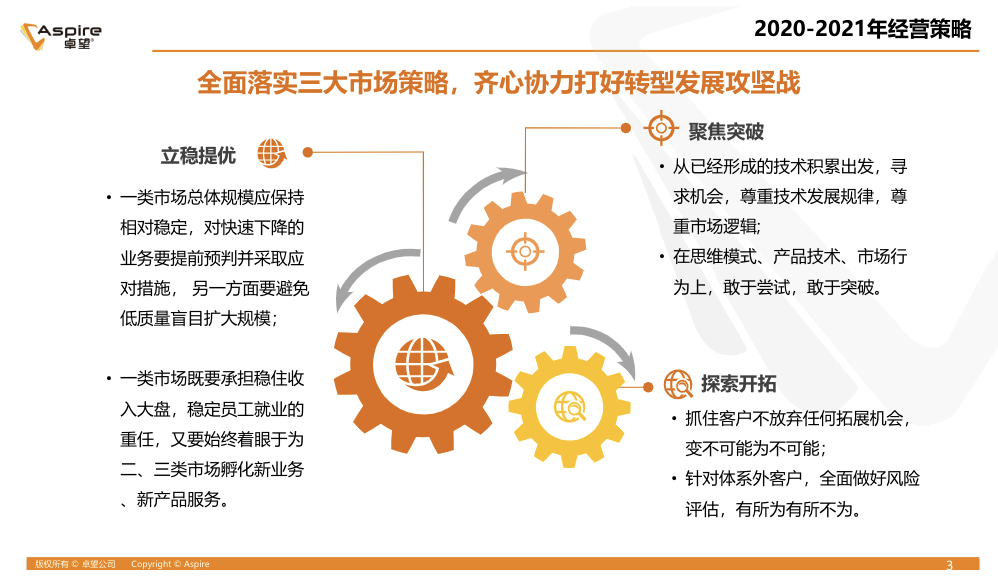 Aspire
卓望®
2020-2021年经营策略
全面落实三大市场策略，齐心协力打好转型发展攻坚战
立稳提优
• 一类市场总体规模应保持
相对稳定，对快速下降的
业务要提前预判并采取应
对措施， 另一方面要避免
低质量盲目扩大规模；
• 一类市场既要承担稳住收
入大盘，稳定员工就业的
重任，又要始终着眼于为
二、三类市场孵化新业务
、新产品服务。
聚焦突破
• 从已经形成的技术积累出发，寻
求机会，尊重技术发展规律，尊
重市场逻辑;
• 在思维模式、产品技术、市场行
为上，敢于尝试，敢于突破。
探索开拓
• 抓住客户不放弃任何拓展机会，
变不可能为不可能；
• 针对体系外客户，全面做好风险
评估，有所为有所不为。
版权所有 © 卓望公司 Copyright © Aspire
3